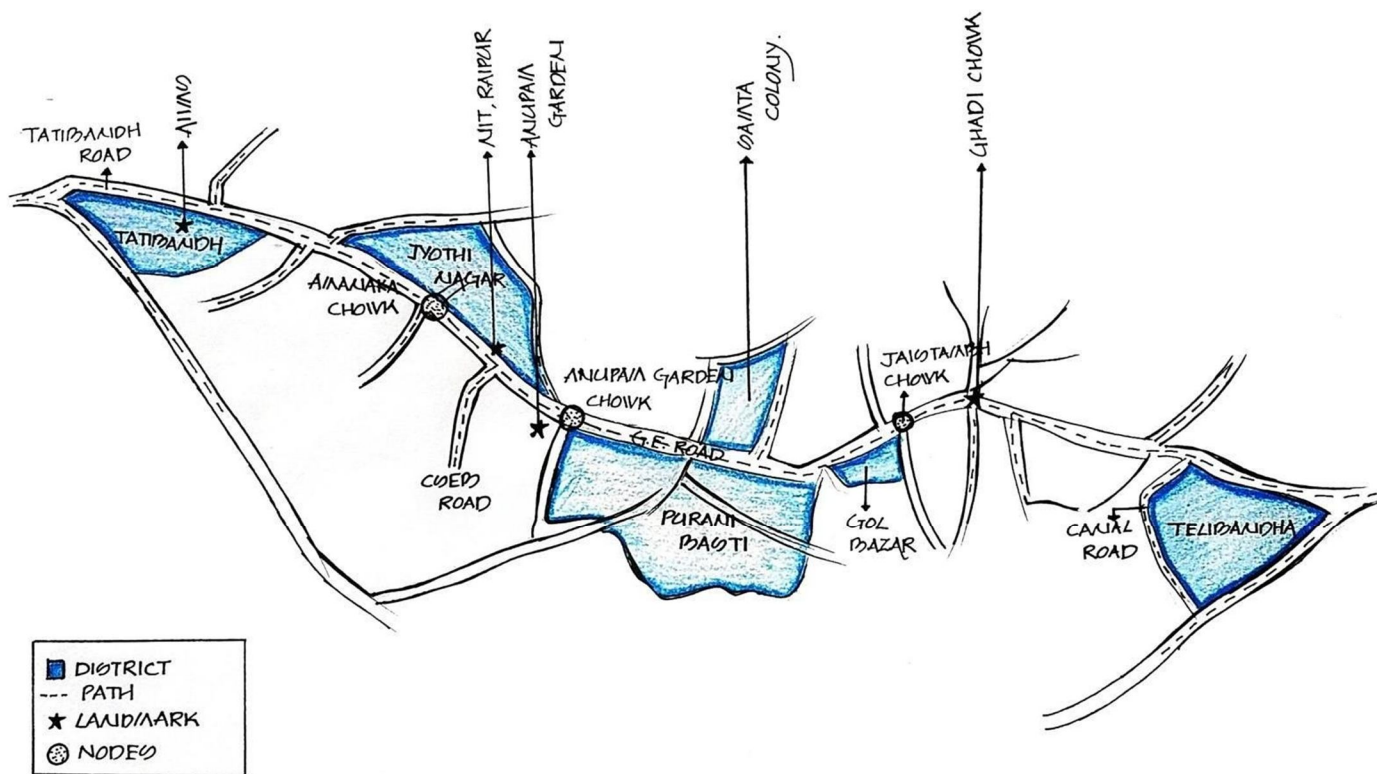 TATIBANDH
ROAD
AIIMS
NIT, RAIPUR
ANUPAM
GARDEN
SAMTA
COLONY.
GHADI CHOWK
TATIBANDH
JYOTHI
NAGAR
AMANAKA
CHOWK
ANUPAM GARDEN
CHOWK
JAISTAMBH
CHOWK
G.E. ROAD
CSEB
ROAD
PURANI
BASTI
GOL
BAZAR
CANAL
ROAD
TELIBANDHA
DISTRICT
PATH
LANDMARK
NODES